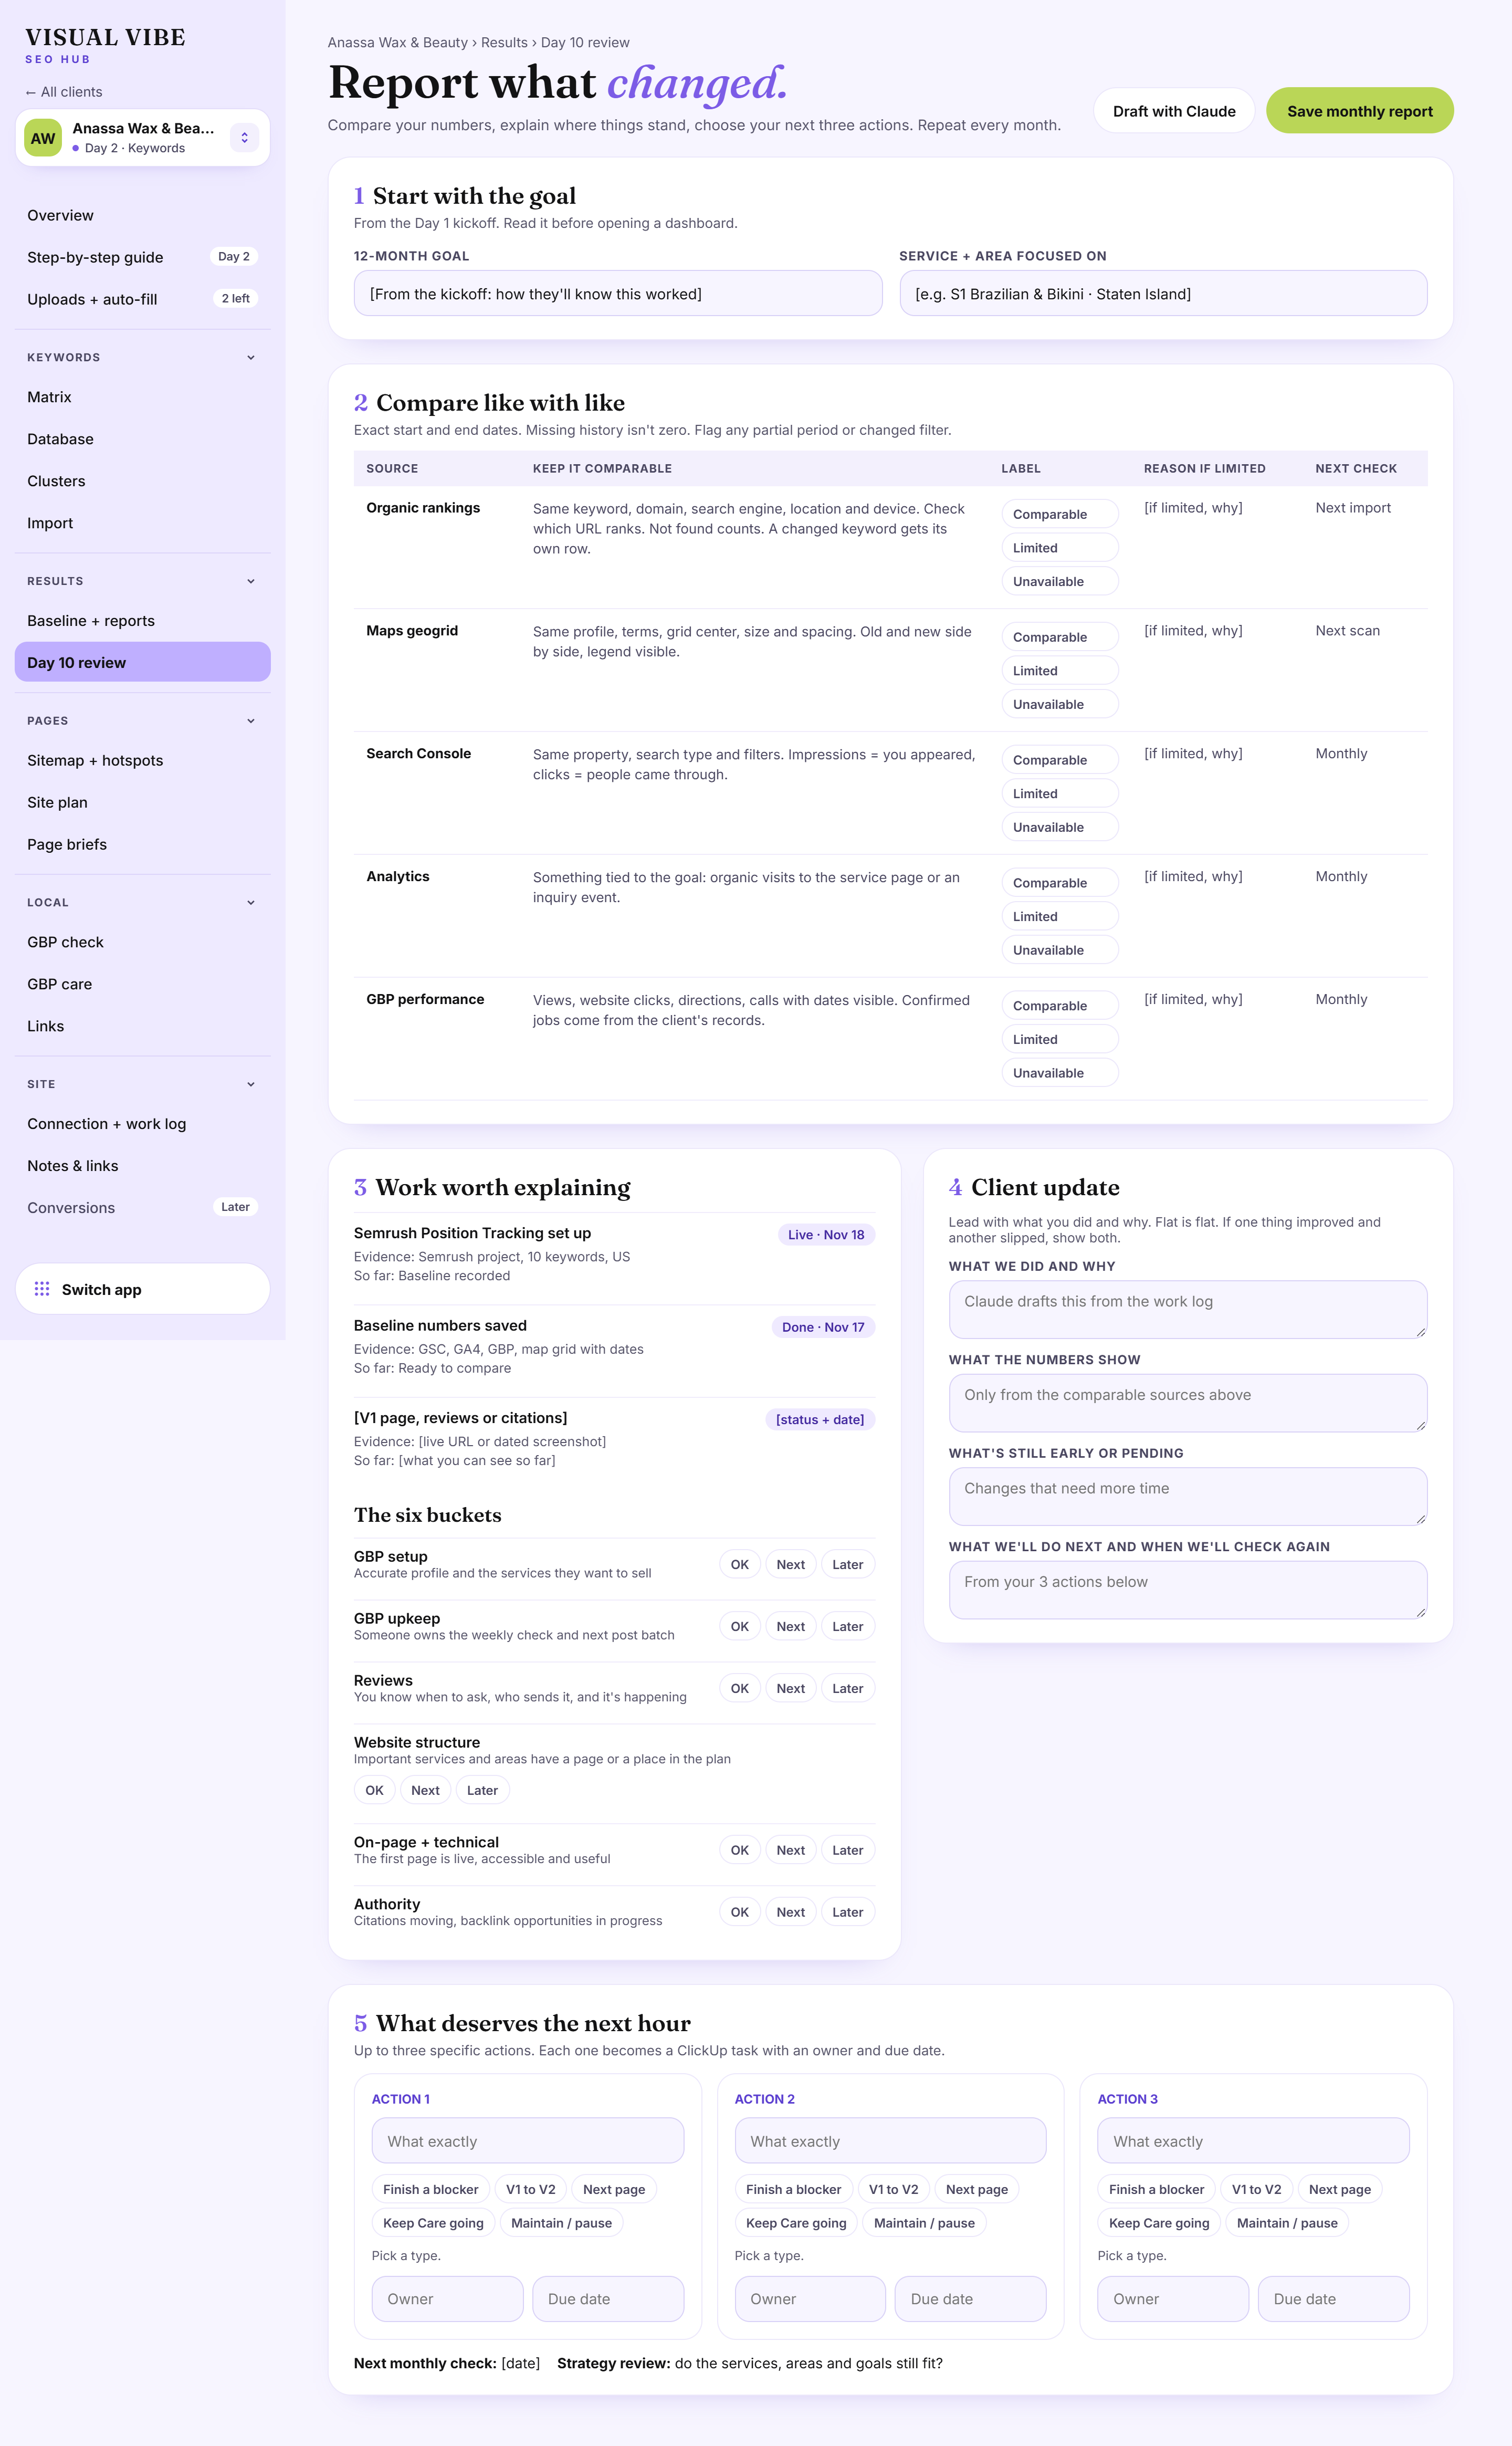 VISUAL VIBE
SEO HUB
← All clients
AW
Anassa Wax & Bea...
Day 2 · Keywords
Overview
Step-by-step guide
Day 2
Uploads + auto-fill
2 left
KEYWORDS
Matrix
Database
Clusters
Import
RESULTS
Baseline + reports
Day 10 review
PAGES
Sitemap + hotspots
Site plan
Page briefs
LOCAL
GBP check
GBP care
Links
SITE
Connection + work log
Notes & links
Conversions
Later
Switch app
Anassa Wax & Beauty › Results › Day 10 review
Report what changed.
Compare your numbers, explain where things stand, choose your next three actions. Repeat every month.
Draft with Claude
Save monthly report
1 Start with the goal
From the Day 1 kickoff. Read it before opening a dashboard.
12-MONTH GOAL
[From the kickoff: how they'll know this worked]
SERVICE + AREA FOCUSED ON
[e.g. S1 Brazilian & Bikini · Staten Island]
2 Compare like with like
Exact start and end dates. Missing history isn't zero. Flag any partial period or changed filter.
SOURCE
KEEP IT COMPARABLE
LABEL
REASON IF LIMITED
NEXT CHECK
Organic rankings
Same keyword, domain, search engine, location and device. Check
which URL ranks. Not found counts. A changed keyword gets its
own row.
Comparable
Limited
Unavailable
[if limited, why]
Next import
Maps geogrid
Same profile, terms, grid center, size and spacing. Old and new side
by side, legend visible.
Comparable
Limited
Unavailable
[if limited, why]
Next scan
Search Console
Same property, search type and filters. Impressions = you appeared,
clicks = people came through.
Comparable
Limited
Unavailable
[if limited, why]
Monthly
Analytics
Something tied to the goal: organic visits to the service page or an
inquiry event.
Comparable
Limited
Unavailable
[if limited, why]
Monthly
GBP performance
Views, website clicks, directions, calls with dates visible. Confirmed
jobs come from the client's records.
Comparable
Limited
Unavailable
[if limited, why]
Monthly
3 Work worth explaining
Semrush Position Tracking set up
Live · Nov 18
Evidence: Semrush project, 10 keywords, US
So far: Baseline recorded
Baseline numbers saved
Done · Nov 17
Evidence: GSC, GA4, GBP, map grid with dates
So far: Ready to compare
[V1 page, reviews or citations]
[status + date]
Evidence: [live URL or dated screenshot]
So far: [what you can see so far]
The six buckets
GBP setup
Accurate profile and the services they want to sell
OK Next Later
GBP upkeep
Someone owns the weekly check and next post batch
OK Next Later
Reviews
You know when to ask, who sends it, and it's happening
OK Next Later
Website structure
Important services and areas have a page or a place in the plan
OK Next Later
On-page + technical
The first page is live, accessible and useful
OK Next Later
Authority
Citations moving, backlink opportunities in progress
OK Next Later
4 Client update
Lead with what you did and why. Flat is flat. If one thing improved and
another slipped, show both.
WHAT WE DID AND WHY
Claude drafts this from the work log
WHAT THE NUMBERS SHOW
Only from the comparable sources above
WHAT'S STILL EARLY OR PENDING
Changes that need more time
WHAT WE'LL DO NEXT AND WHEN WE'LL CHECK AGAIN
From your 3 actions below
5 What deserves the next hour
Up to three specific actions. Each one becomes a ClickUp task with an owner and due date.
ACTION 1
What exactly
Finish a blocker V1 to V2 Next page
Keep Care going Maintain / pause
Pick a type.
Owner Due date
ACTION 2
What exactly
Finish a blocker V1 to V2 Next page
Keep Care going Maintain / pause
Pick a type.
Owner Due date
ACTION 3
What exactly
Finish a blocker V1 to V2 Next page
Keep Care going Maintain / pause
Pick a type.
Owner Due date
Next monthly check: [date] Strategy review: do the services, areas and goals still fit?